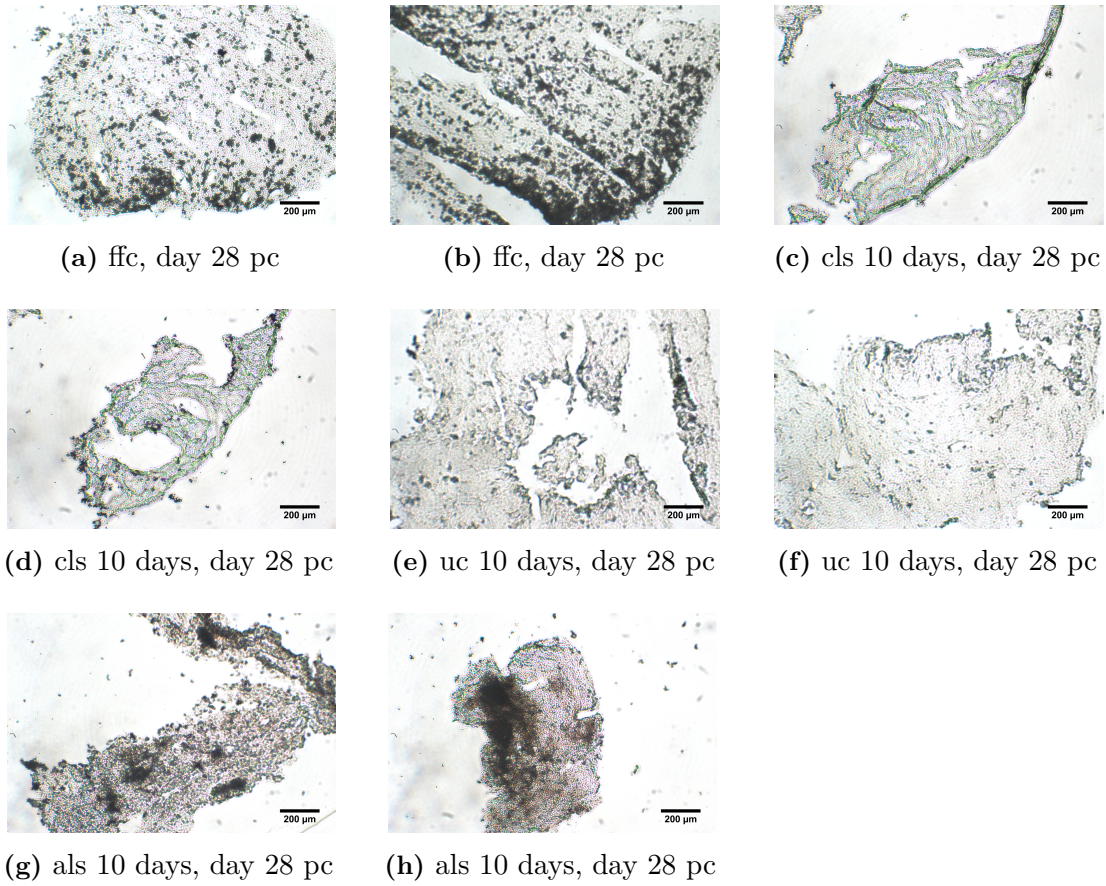 200 µm
200 µm
200 µm
(a) ffc, day 28 pc
(b) ffc, day 28 pc
(c) cls 10 days, day 28 pc
200 µm
200 µm
200 µm
(d) cls 10 days, day 28 pc
(e) uc 10 days, day 28 pc
(f) uc 10 days, day 28 pc
200 µm
200 µm
(g) als 10 days, day 28 pc
(h) als 10 days, day 28 pc